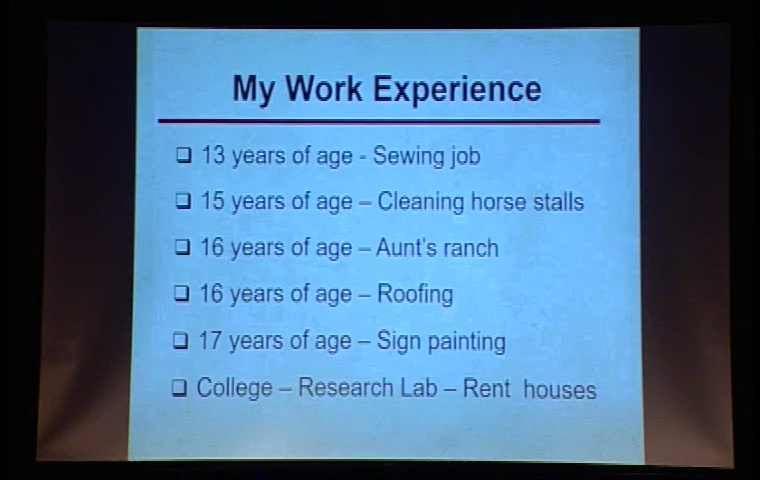 My Work Experience
❑ 13 years of age - Sewing job
❑ 15 years of age – Cleaning horse stalls
❑ 16 years of age – Aunt's ranch
❑ 16 years of age – Roofing
❑ 17 years of age – Sign painting
❑ College – Research Lab – Rent houses